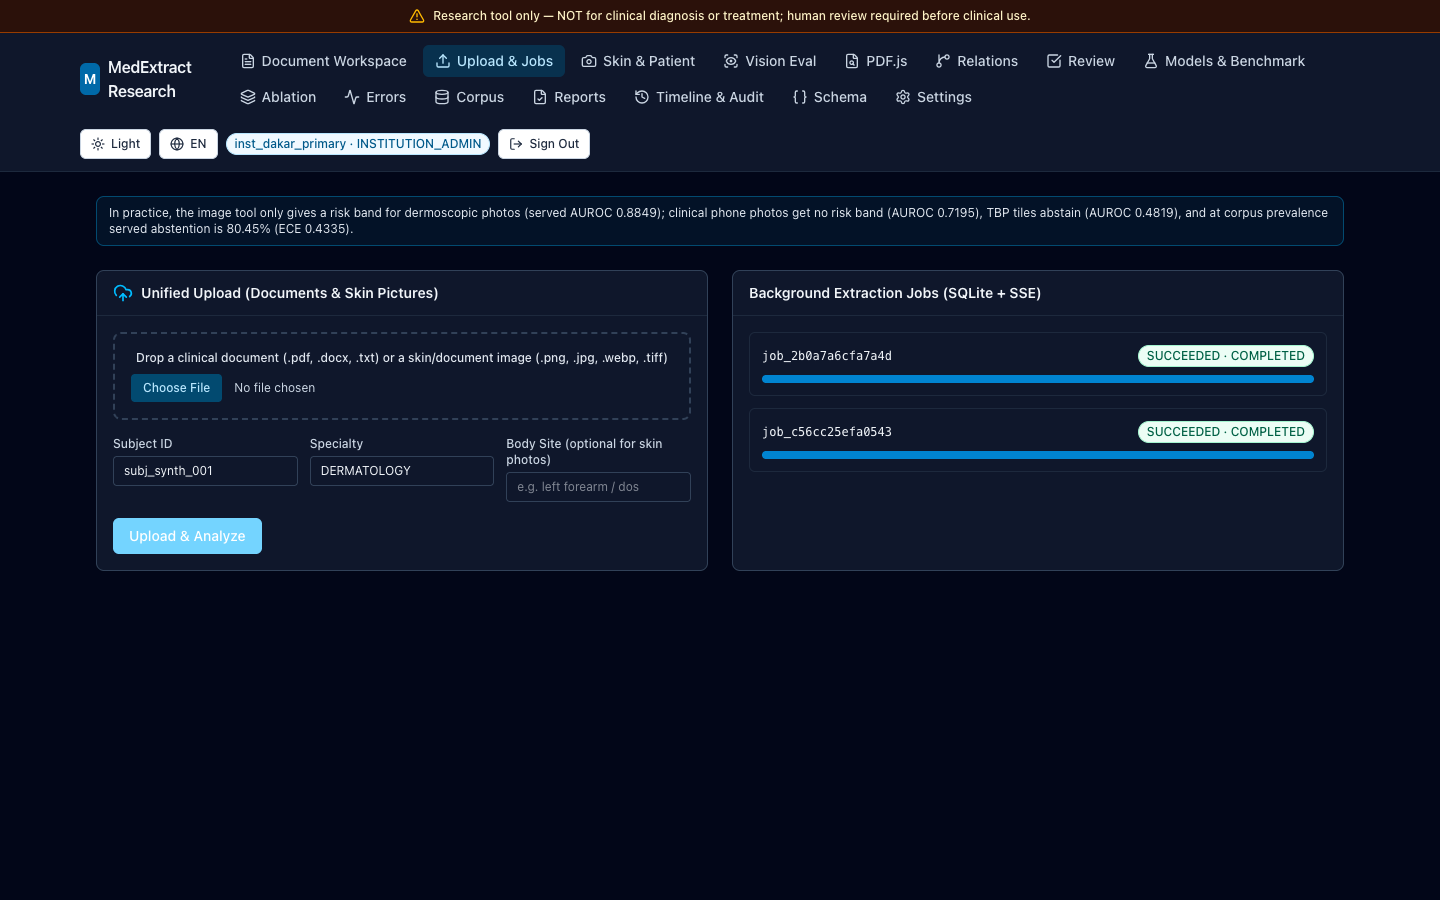 Research tool only — NOT for clinical diagnosis or treatment; human review required before clinical use.
M
MedExtract
Research
Document Workspace
Upload & Jobs
Skin & Patient
Vision Eval
PDF.js
Relations
Review
Models & Benchmark
Ablation
Errors
Corpus
Reports
Timeline & Audit
Schema
Settings
Light
EN
inst_dakar_primary · INSTITUTION_ADMIN
Sign Out
In practice, the image tool only gives a risk band for dermoscopic photos (served AUROC 0.8849); clinical phone photos get no risk band (AUROC 0.7195), TBP tiles abstain (AUROC 0.4819), and at corpus prevalence
served abstention is 80.45% (ECE 0.4335).
Unified Upload (Documents & Skin Pictures)
Drop a clinical document (.pdf, .docx, .txt) or a skin/document image (.png, .jpg, .webp, .tiff)
Choose File
No file chosen
Subject ID
subj_synth_001
Specialty
DERMATOLOGY
Body Site (optional for skin
photos)
e.g. left forearm / dos
Upload & Analyze
Background Extraction Jobs (SQLite + SSE)
job_2b0a7a6cfa7a4d
SUCCEEDED · COMPLETED
job_c56cc25efa0543
SUCCEEDED · COMPLETED